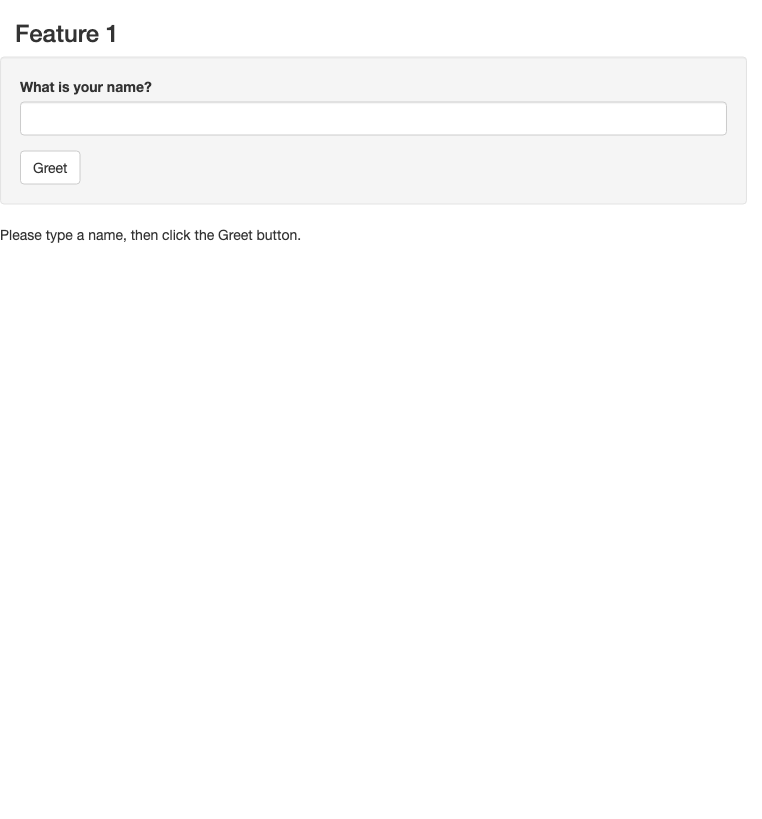 Feature 1
What is your name?
Greet
Please type a name, then click the Greet button.